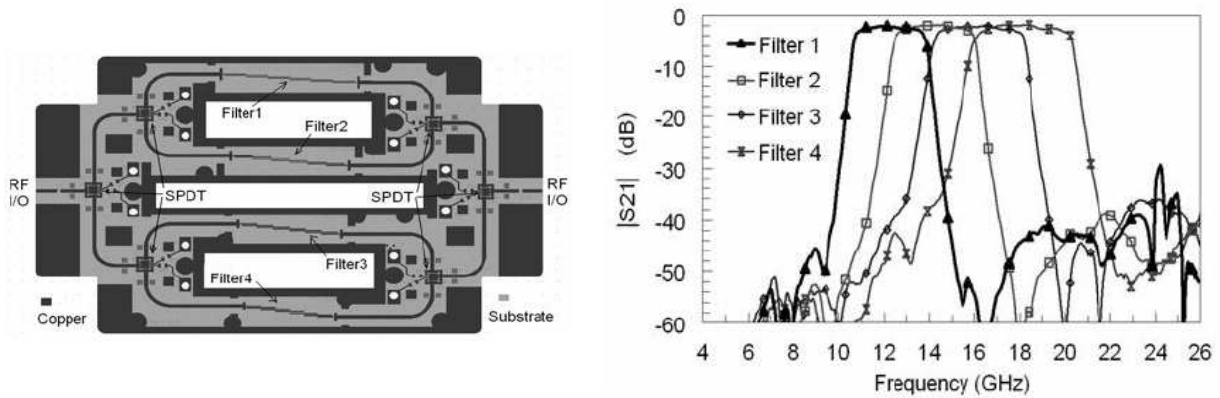 Filter1
Filter2
RF
I/O
SPDT
SPDT
RF
I/O
Filter3
Filter4
Copper
Substrate
|S21| (dB)
0
-10
-20
-30
-40
-50
-60
Filter 1
Filter 2
Filter 3
Filter 4
4 6 8 10 12 14 16 18 20 22 24 26
Frequency (GHz)